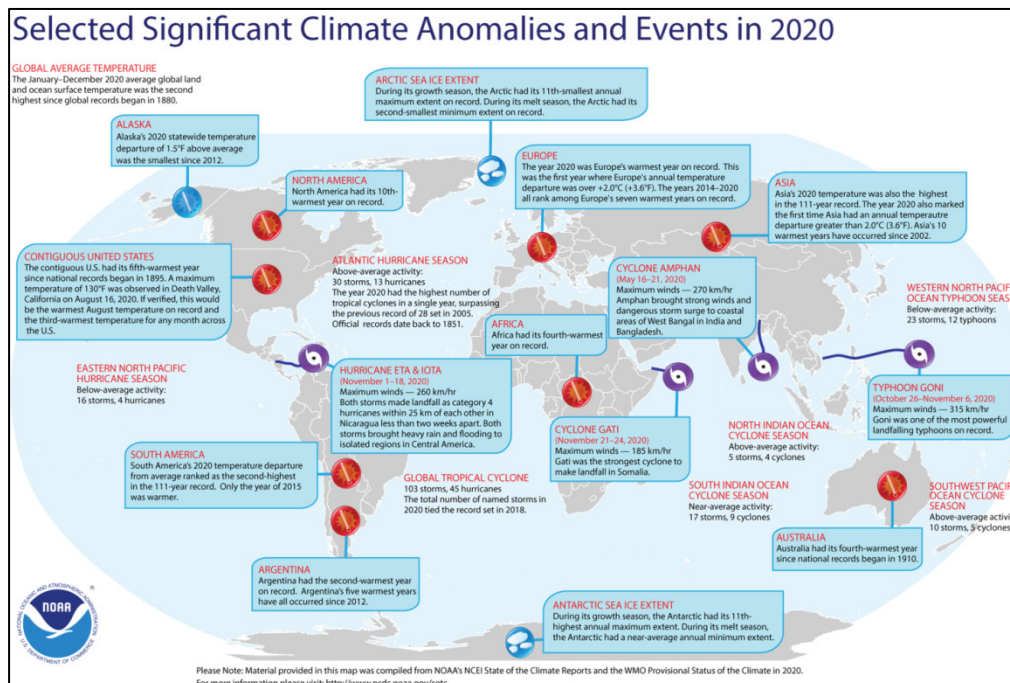 Selected Significant Climate Anomalies and Events in 2020
GLOBAL AVERAGE TEMPERATURE
The January–December 2020 average global land
and ocean surface temperature was the second
highest since global records began in 1880.
ARCTIC SEA ICE EXTENT
During its growth season, the Arctic had its 11th-smallest annual
maximum extent on record. During its melt season, the Arctic had its
second-smallest minimum extent on record.
ALASKA
Alaska's 2020 statewide temperature
departure of 1.5°F above average
was the smallest since 2012.
NORTH AMERICA
North America had its 10th-
warmest year on record.
EUROPE
The year 2020 was Europe's warmest year on record. This
was the first year where Europe's annual temperature
departure was over +2.0°C (+3.6°F). The years 2014–2020
all rank among Europe's seven warmest years on record.
ASIA
Asia's 2020 temperature was also the highest
in the 111-year record. The year 2020 also marked
the first time Asia had an annual temperautre
departure greater than 2.0°C (3.6°F). Asia's 10
warmest years have occurred since 2002.
CONTIGUOUS UNITED STATES
The contiguous U.S. had its fifth-warmest year
since national records began in 1895. A maximum
temperature of 130°F was observed in Death Valley,
California on August 16, 2020. If verified, this would
be the warmest August temperature on record and
the third-warmest temperature for any month across
the U.S.
ATLANTIC HURRICANE SEASON
Above-average activity:
30 storms, 13 hurricanes
The year 2020 had the highest number of
tropical cyclones in a single year, surpassing
the previous record of 28 set in 2005.
Official records date back to 1851.
CYCLONE AMPHAN
(May 16–21, 2020)
Maximum winds — 270 km/hr
Amphan brought strong winds and
dangerous storm surge to coastal
areas of West Bangal in India and
Bangladesh.
WESTERN NORTH PACIF
OCEAN TYPHOON SEAS
Below-average activity:
23 storms, 12 typhoons
AFRICA
Africa had its fourth-warmest
year on record.
EASTERN NORTH PACIFIC
HURRICANE SEASON
Below-average activity:
16 storms, 4 hurricanes
HURRICANE ETA & IOTA
(November 1–18, 2020)
Maximum winds — 260 km/hr
Both storms made landfall as category 4
hurricanes within 25 km of each other in
Nicaragua less than two weeks apart. Both
storms brought heavy rain and flooding to
isolated regions in Central America.
TYPHOON GONI
(October 26–November 6, 2020)
Maximum winds — 315 km/hr
Goni was one of the most powerful
landfalling typhoons on record.
CYCLONE GATI
(November 21–24, 2020)
Maximum winds — 185 km/hr
Gati was the strongest cyclone to
make landfall in Somalia.
NORTH INDIAN OCEAN
CYCLONE SEASON
Above-average activity:
5 storms, 4 cyclones
SOUTH AMERICA
South America's 2020 temperature departure
from average ranked as the second-highest
in the 111-year record. Only the year of 2015
was warmer.
GLOBAL TROPICAL CYCLONE
103 storms, 45 hurricanes
The total number of named storms in
2020 tied the record set in 2018.
SOUTH INDIAN OCEAN
CYCLONE SEASON
Near-average activity:
17 storms, 9 cyclones
SOUTHWEST PACIF
OCEAN CYCLONE
SEASON
Above-average activi
10 storms, 5 cyclones
AUSTRALIA
Australia had its fourth-warmest year
since national records began in 1910.
ARGENTINA
Argentina had the second-warmest year
on record. Argentina's five warmest years
have all occurred since 2012.
ANTARCTIC SEA ICE EXTENT
During its growth season, the Antarctic had its 11th-
highest annual maximum extent. During its melt season,
the Antarctic had a near-average annual minimum extent.
NATIONAL OCEANIC AND ATMOSPHERIC ADMINISTRATION
NOAA
U.S. DEPARTMENT OF COMMERCE
Please Note: Material provided in this map was compiled from NOAA's NCEI State of the Climate Reports and the WMO Provisional Status of the Climate in 2020.
For more information please visit: http://www.ncdc.noaa.gov/sotc